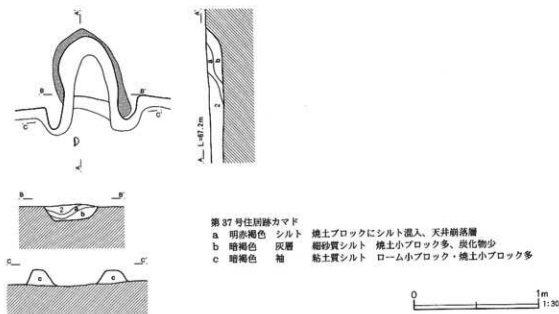 A'
B B'
C C'
D
A
A'
a
b
2
A L=67.2m
B B'
2 a
b
C C'
c c
第37号住居跡カマド
a 明赤褐色 シルト 焼土ブロックにシルト混入、天井崩落層
b 暗褐色 灰層 細砂質シルト 焼土小ブロック多、炭化物少
c 暗褐色 袖 粘土質シルト ローム小ブロック・焼土小ブロック多
0 1m
1:30